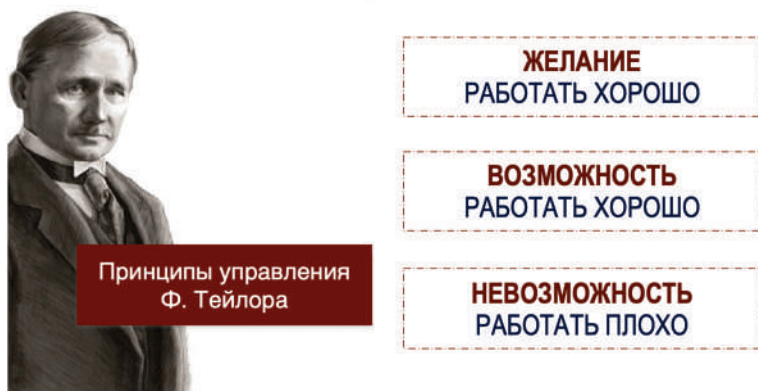 Принципы управления
Ф. Тейлора
ЖЕЛАНИЕ
РАБОТАТЬ ХОРОШО
ВОЗМОЖНОСТЬ
РАБОТАТЬ ХОРОШО
НЕВОЗМОЖНОСТЬ
РАБОТАТЬ ПЛОХО